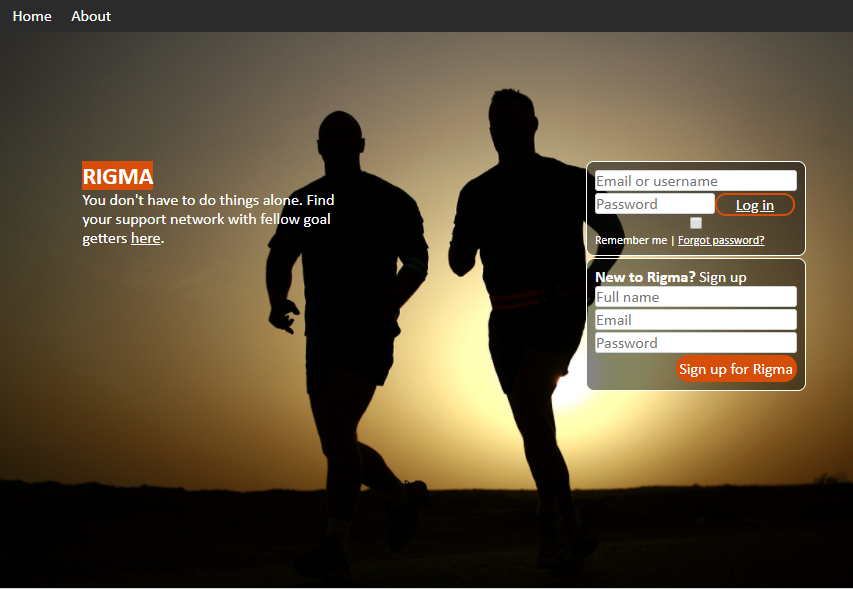 Home About
RIGMA
You don't have to do things alone. Find
your support network with fellow goal
getters here.
Email or username
Password Log in
Remember me | Forgot password?
New to Rigma? Sign up
Full name
Email
Password
Sign up for Rigma